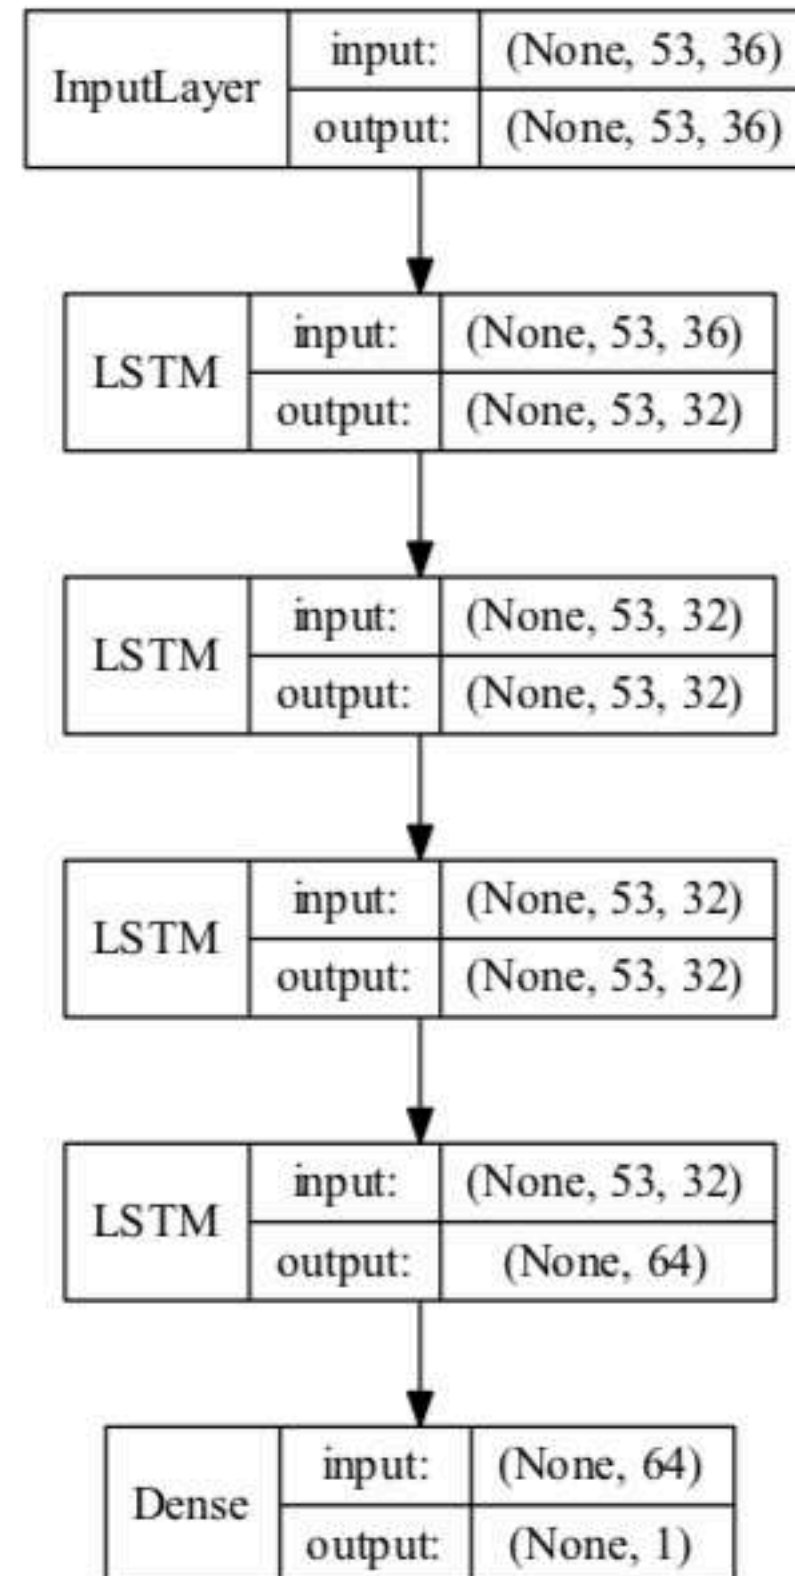 InputLayer
input: (None, 53, 36)
output: (None, 53, 36)
LSTM
input: (None, 53, 36)
output: (None, 53, 32)
LSTM
input: (None, 53, 32)
output: (None, 53, 32)
LSTM
input: (None, 53, 32)
output: (None, 53, 32)
LSTM
input: (None, 53, 32)
output: (None, 64)
Dense
input: (None, 64)
output: (None, 1)